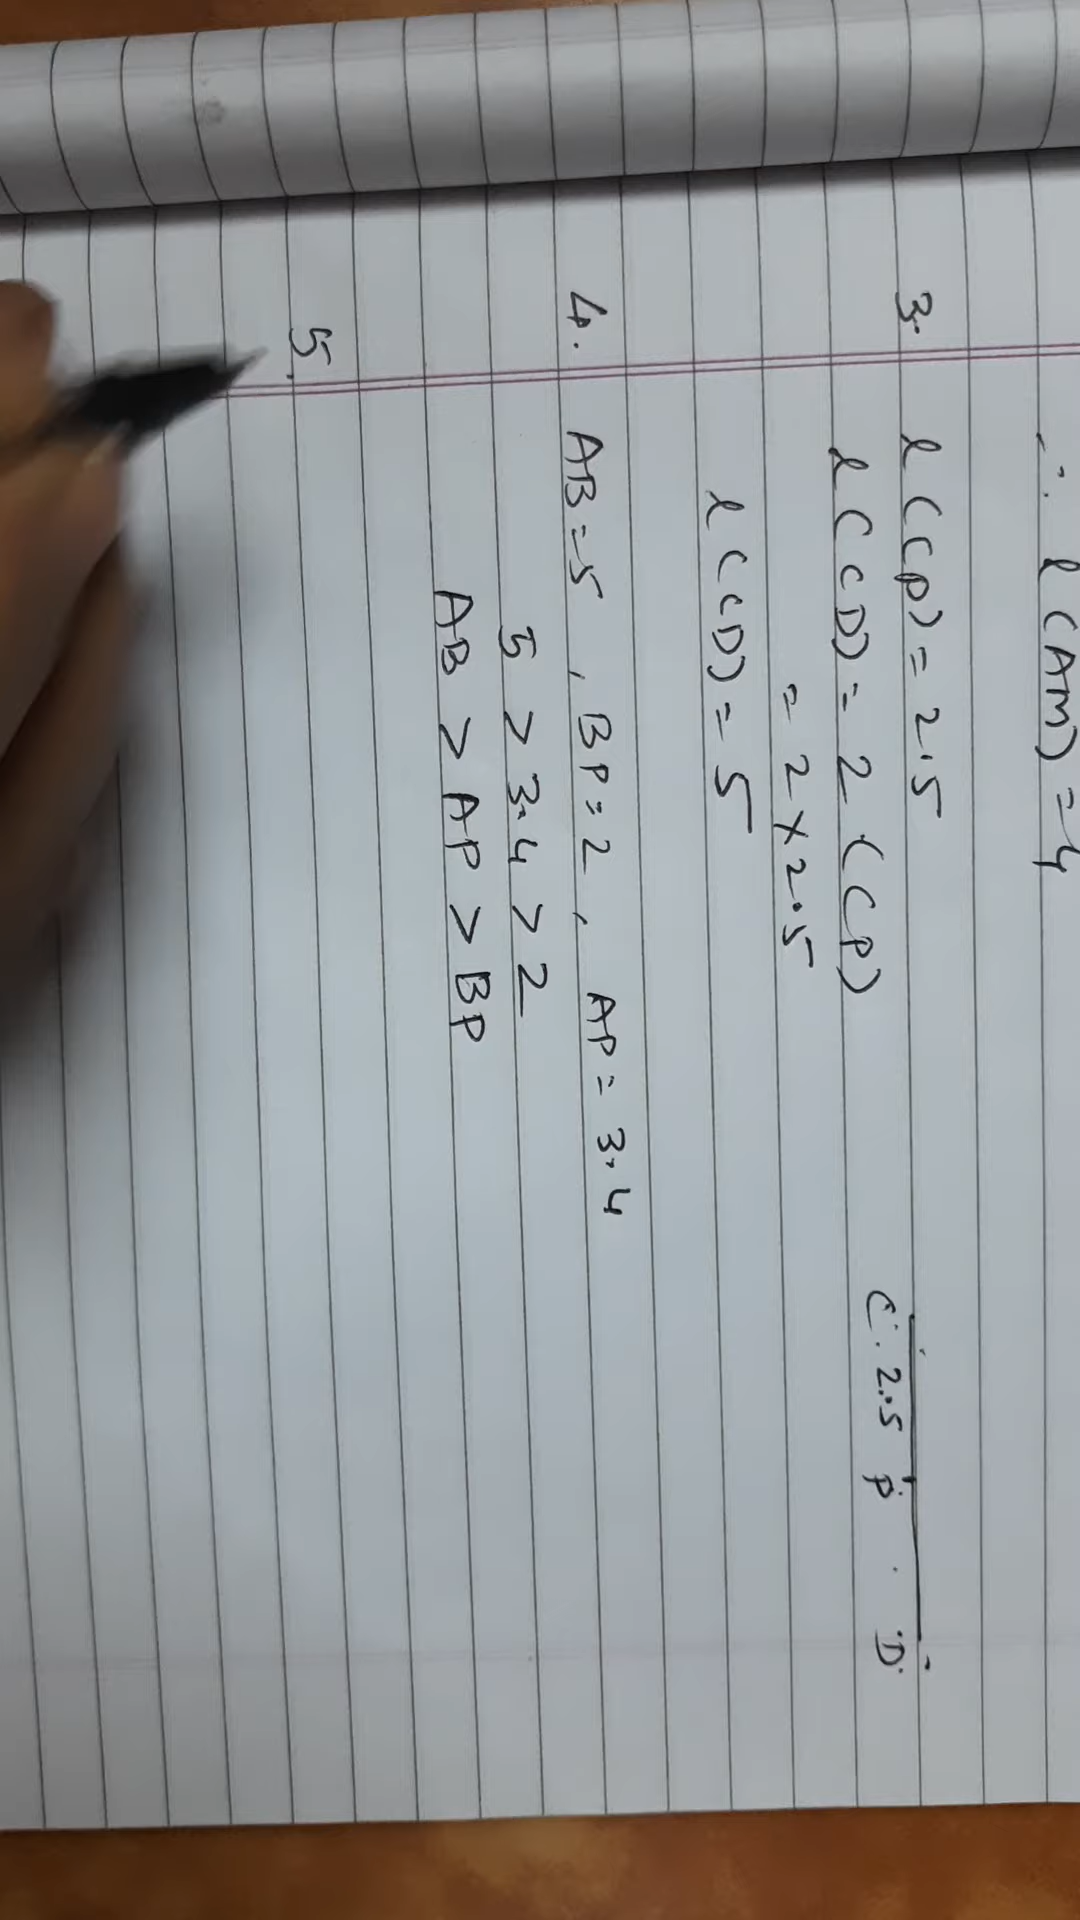 ∴ l(AM) = 4
3. l(CP) = 2.5
l(CD) = 2(CP)
= 2×2.5
l(CD) = 5
C 2.5 P D
4. AB=5, BP=2, AP=3.4
5 > 3.4 > 2
AB > AP > BP
5.